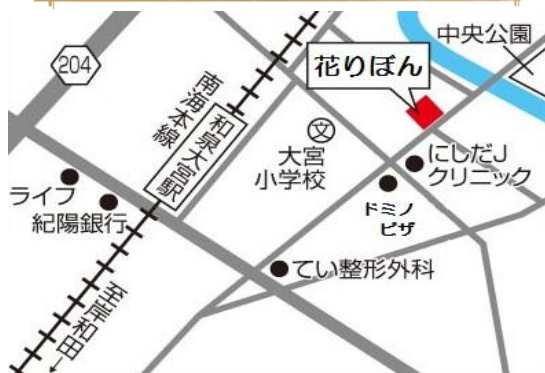 中央公園
花りぼん
204
南海本線
和泉大宮駅
文
大宮
小学校
にしだJ
クリニック
ドミノ
ピザ
ライフ
紀陽銀行
てい整形外科
至岸和田